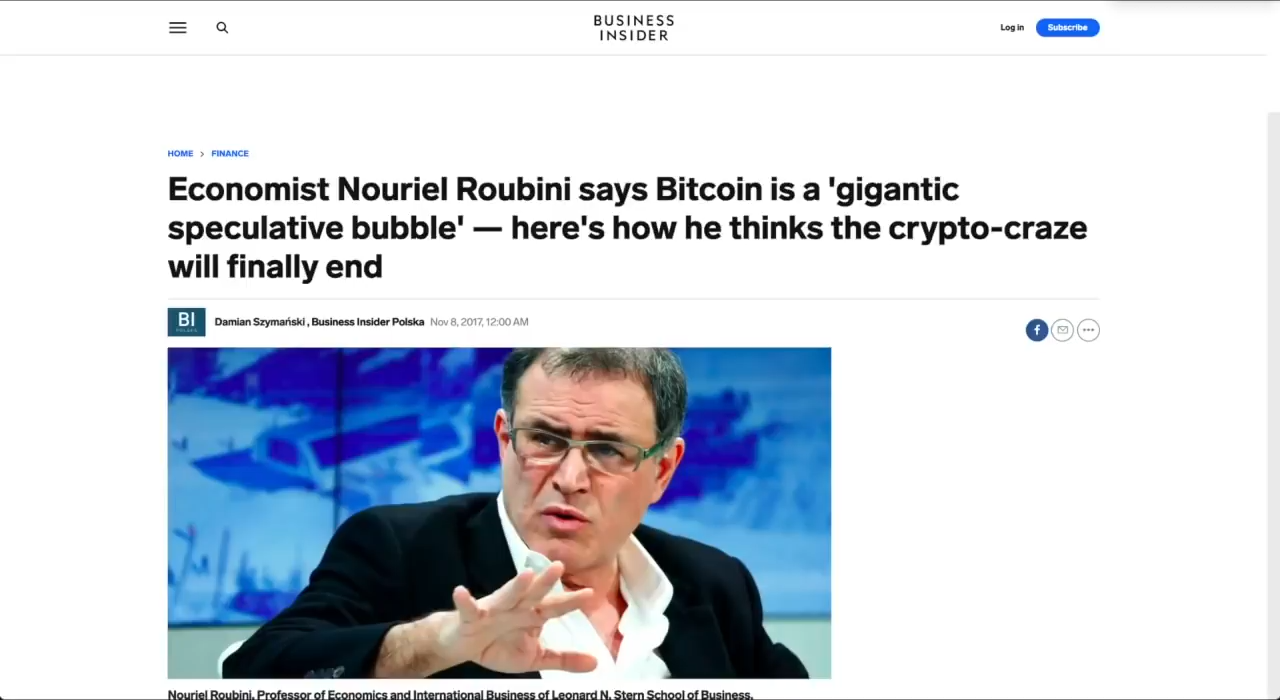 BUSINESS
INSIDER
Log in
Subscribe
HOME > FINANCE
Economist Nouriel Roubini says Bitcoin is a 'gigantic
speculative bubble' — here's how he thinks the crypto-craze
will finally end
BI
POLSKA
Damian Szymański , Business Insider Polska Nov 8, 2017, 12:00 AM
Nouriel Roubini, Professor of Economics and International Business of Leonard N. Stern School of Business,